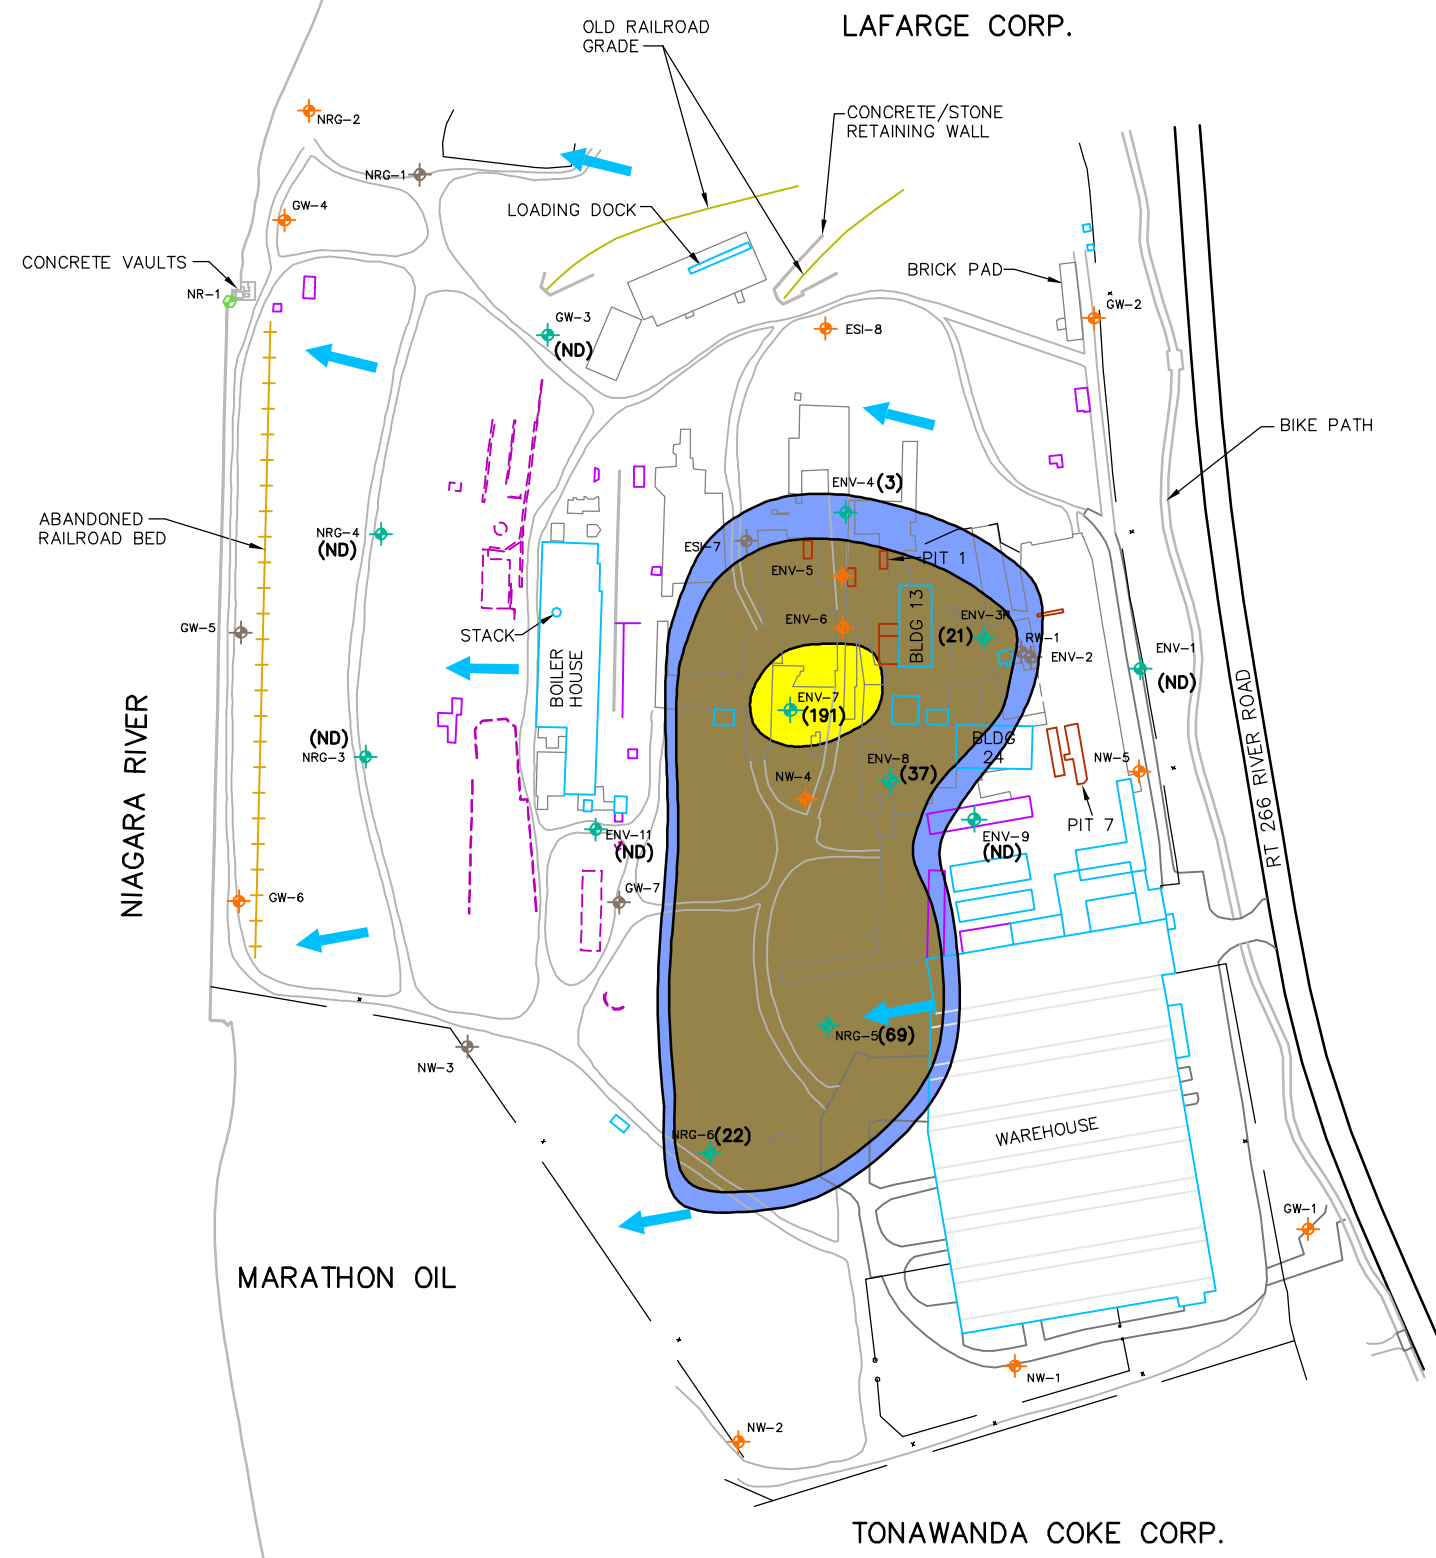 LAFARGE CORP.
OLD RAILROAD
GRADE
CONCRETE/STONE
RETAINING WALL
NRG-2
NRG-1
GW-4
LOADING DOCK
CONCRETE VAULTS
NR-1
BRICK PAD
GW-2
GW-3
(ND)
ESI-8
BIKE PATH
ENV-4 (3)
ABANDONED
RAILROAD BED
NRG-4
(ND)
ESI-7
PIT 1
ENV-5
ENV-6
BLDG 13
ENV-3R
(21)
RW-1
ENV-2
ENV-1
(ND)
GW-5
STACK
BOILER
HOUSE
ENV-7
(191)
NIAGARA RIVER
RT 266 RIVER ROAD
(ND)
NRG-3
BLDG
24
ENV-8
(37)
NW-5
NW-4
PIT 7
ENV-11
(ND)
ENV-9
(ND)
GW-6
GW-7
NRG-5 (69)
NW-3
WAREHOUSE
NRG-6 (22)
GW-1
MARATHON OIL
NW-1
NW-2
TONAWANDA COKE CORP.